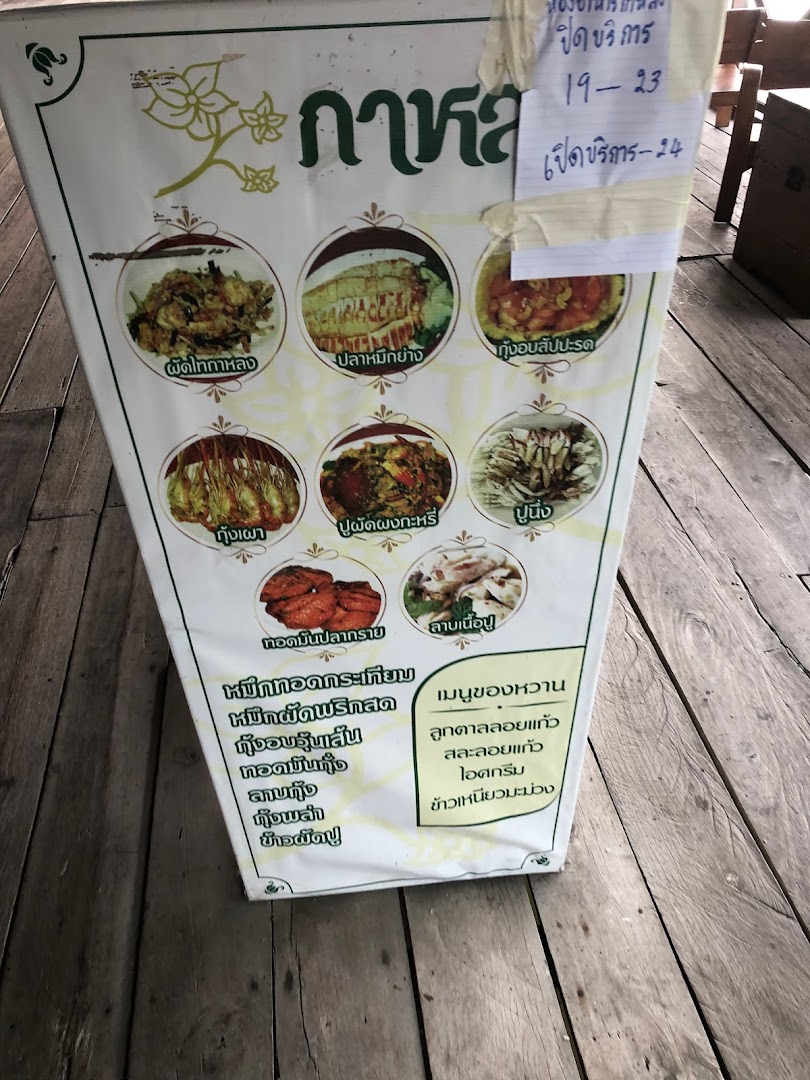 ปิดบริการ
19 - 23
เปิดบริการ - 24
ผัดไทกาหลง
ปลาหมึกย่าง
กุ้งอบสัปปะรด
กุ้งเผา
ปูผัดผงกะหรี่
ปูนึ่ง
ทอดมันปลากราย
ลาบเนื้อปู
หมึกทอดกระเทียม
หมึกผัดพริกสด
กุ้งอบวุ้นเส้น
ทอดมันกุ้ง
ลาบกุ้ง
กุ้งพล่า
ข้าวผัดปู
เมนูของหวาน
ลูกตาลลอยแก้ว
สละลอยแก้ว
ไอศกรีม
ข้าวเหนียวมะม่วง